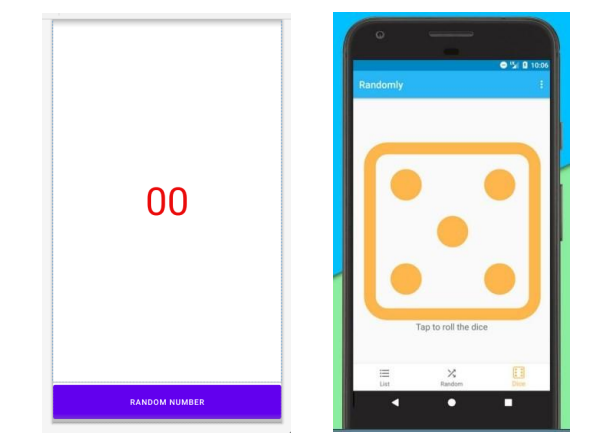 00
RANDOM NUMBER
10:06
Randomly
Tap to roll the dice
List Random Dice